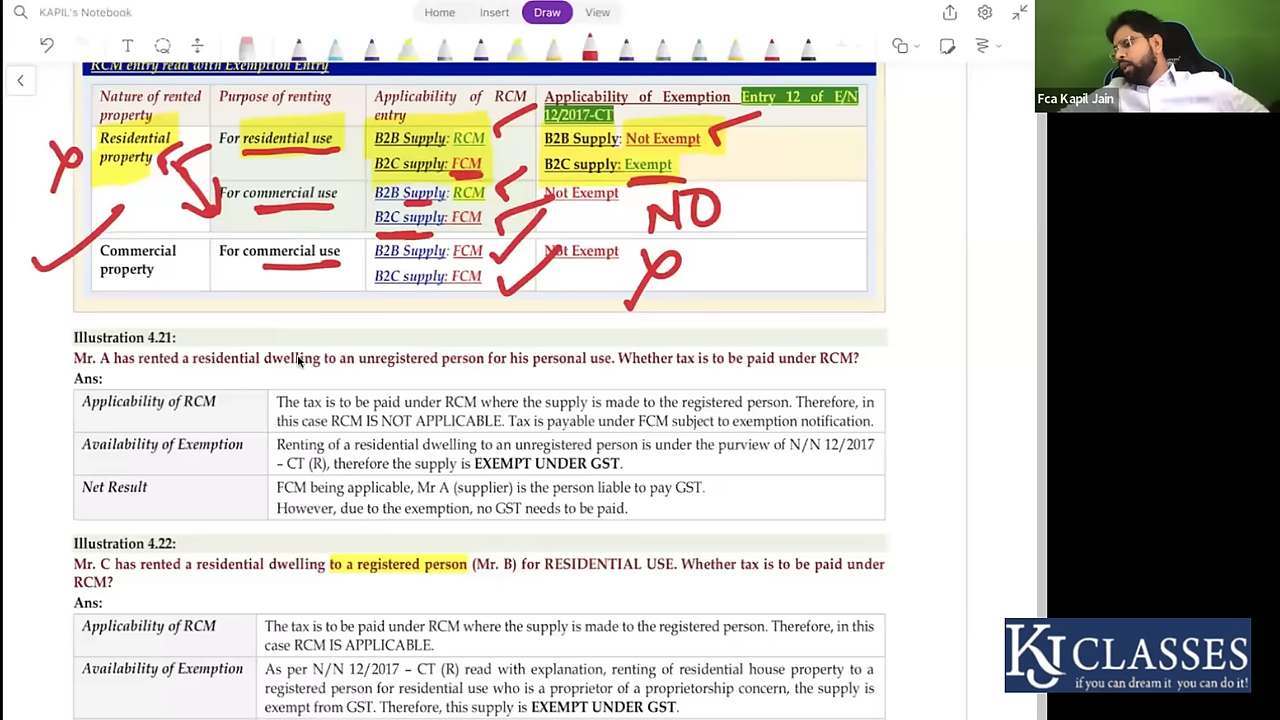 KAPIL's Notebook
Home Insert Draw View
Fca Kapil Jain
RCM entry read with Exemption Entry
Nature of rented property
Purpose of renting
Applicability of RCM entry
Applicability of Exemption Entry 12 of E/N 12/2017-CT
Residential property
For residential use
B2B Supply: RCM
B2C supply: FCM
B2B Supply: Not Exempt
B2C supply: Exempt
For commercial use
B2B Supply: RCM
B2C supply: FCM
Not Exempt
NO
Commercial property
For commercial use
B2B Supply: FCM
B2C supply: FCM
Not Exempt
Illustration 4.21:
Mr. A has rented a residential dwelling to an unregistered person for his personal use. Whether tax is to be paid under RCM?
Ans:
Applicability of RCM
The tax is to be paid under RCM where the supply is made to the registered person. Therefore, in
this case RCM IS NOT APPLICABLE. Tax is payable under FCM subject to exemption notification.
Availability of Exemption
Renting of a residential dwelling to an unregistered person is under the purview of N/N 12/2017
– CT (R), therefore the supply is EXEMPT UNDER GST.
Net Result
FCM being applicable, Mr A (supplier) is the person liable to pay GST.
However, due to the exemption, no GST needs to be paid.
Illustration 4.22:
Mr. C has rented a residential dwelling to a registered person (Mr. B) for RESIDENTIAL USE. Whether tax is to be paid under
RCM?
Ans:
Applicability of RCM
The tax is to be paid under RCM where the supply is made to the registered person. Therefore, in this
case RCM IS APPLICABLE.
Availability of Exemption
As per N/N 12/2017 – CT (R) read with explanation, renting of residential house property to a
registered person for residential use who is a proprietor of a proprietorship concern, the supply is
exempt from GST. Therefore, this supply is EXEMPT UNDER GST.
KJ CLASSES
if you can dream it you can do it!